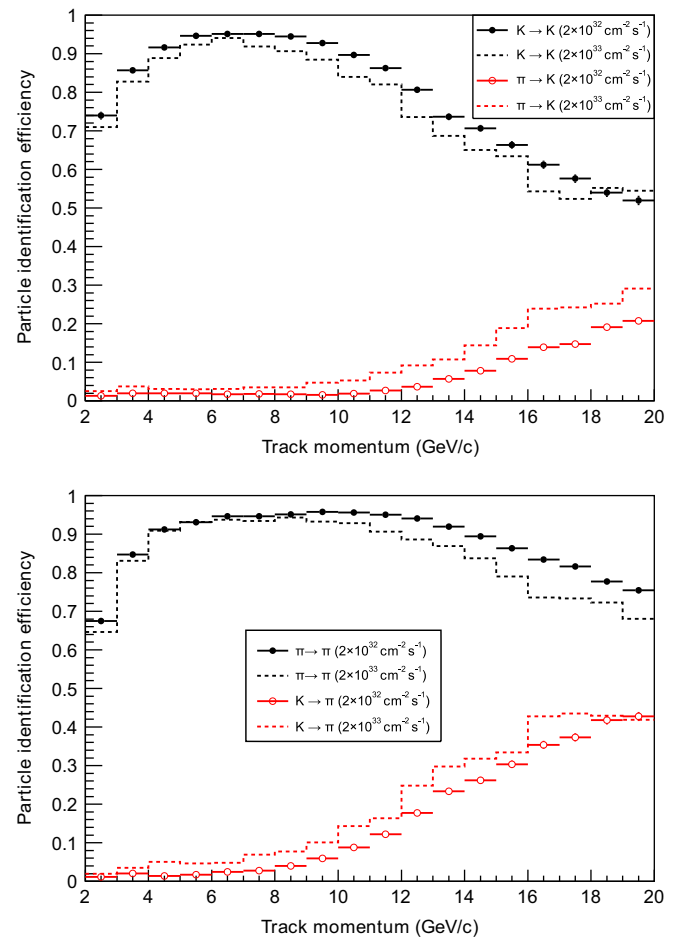 1
0.9
0.8
0.7
0.6
0.5
0.4
0.3
0.2
0.1
0
Particle identification efficiency
K → K (2×10³² cm⁻² s⁻¹)
K → K (2×10³³ cm⁻² s⁻¹)
π → K (2×10³² cm⁻² s⁻¹)
π → K (2×10³³ cm⁻² s⁻¹)
2 4 6 8 10 12 14 16 18 20
Track momentum (GeV/c)
1
0.9
0.8
0.7
0.6
0.5
0.4
0.3
0.2
0.1
0
Particle identification efficiency
π → π (2×10³² cm⁻² s⁻¹)
π → π (2×10³³ cm⁻² s⁻¹)
K → π (2×10³² cm⁻² s⁻¹)
K → π (2×10³³ cm⁻² s⁻¹)
2 4 6 8 10 12 14 16 18 20
Track momentum (GeV/c)